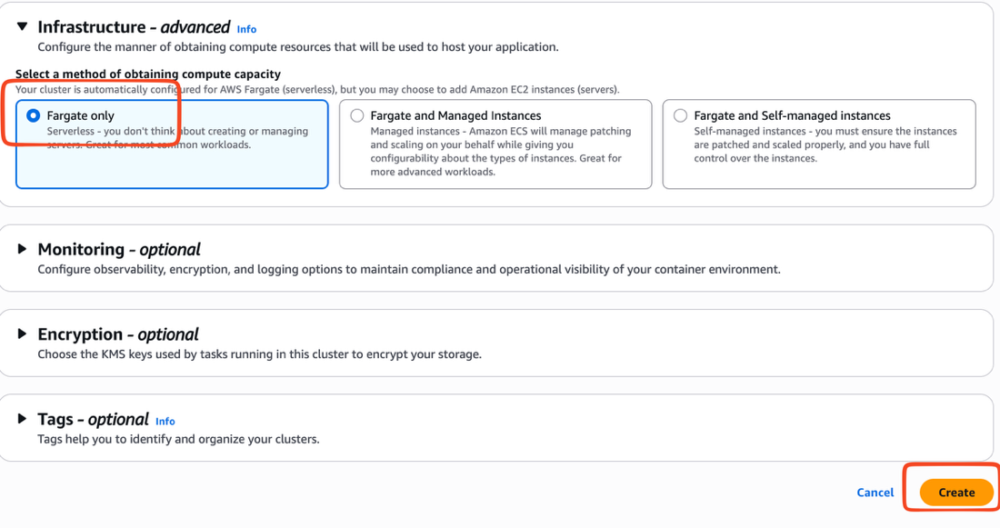 Infrastructure - advanced Info
Configure the manner of obtaining compute resources that will be used to host your application.
Select a method of obtaining compute capacity
Your cluster is automatically configured for AWS Fargate (serverless), but you may choose to add Amazon EC2 instances (servers).
Fargate only
Serverless - you don't think about creating or managing
servers. Great for most common workloads.
Fargate and Managed Instances
Managed instances - Amazon ECS will manage patching
and scaling on your behalf while giving you
configurability about the types of instances. Great for
more advanced workloads.
Fargate and Self-managed instances
Self-managed instances - you must ensure the instances
are patched and scaled properly, and you have full
control over the instances.
Monitoring - optional
Configure observability, encryption, and logging options to maintain compliance and operational visibility of your container environment.
Encryption - optional
Choose the KMS keys used by tasks running in this cluster to encrypt your storage.
Tags - optional Info
Tags help you to identify and organize your clusters.
Cancel
Create